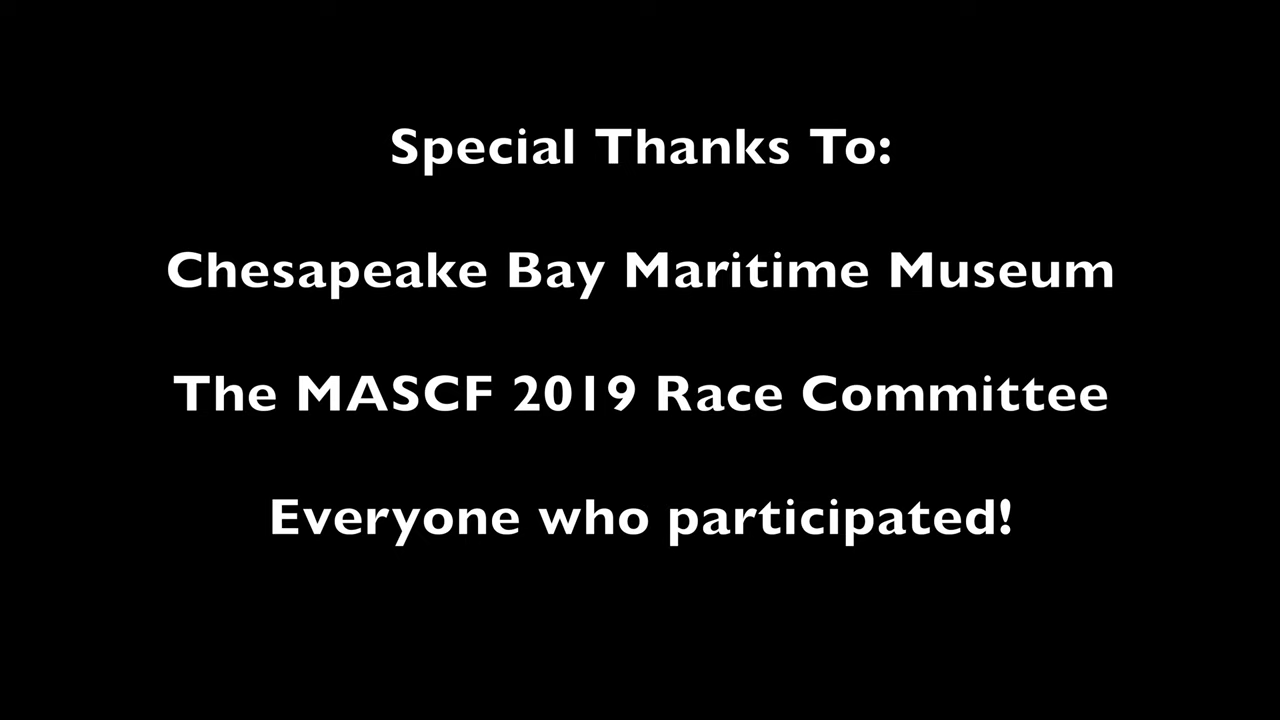 Special Thanks To:
Chesapeake Bay Maritime Museum
The MASCF 2019 Race Committee
Everyone who participated!